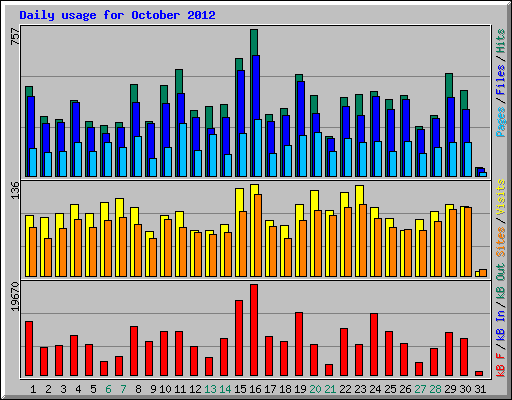 Daily usage for October 2012
757
Pages / Files / Hits
136
Sites / Visits
19670
kB F / kB In / kB Out
1 2 3 4 5 6 7 8 9 10 11 12 13 14 15 16 17 18 19 20 21 22 23 24 25 26 27 28 29 30 31